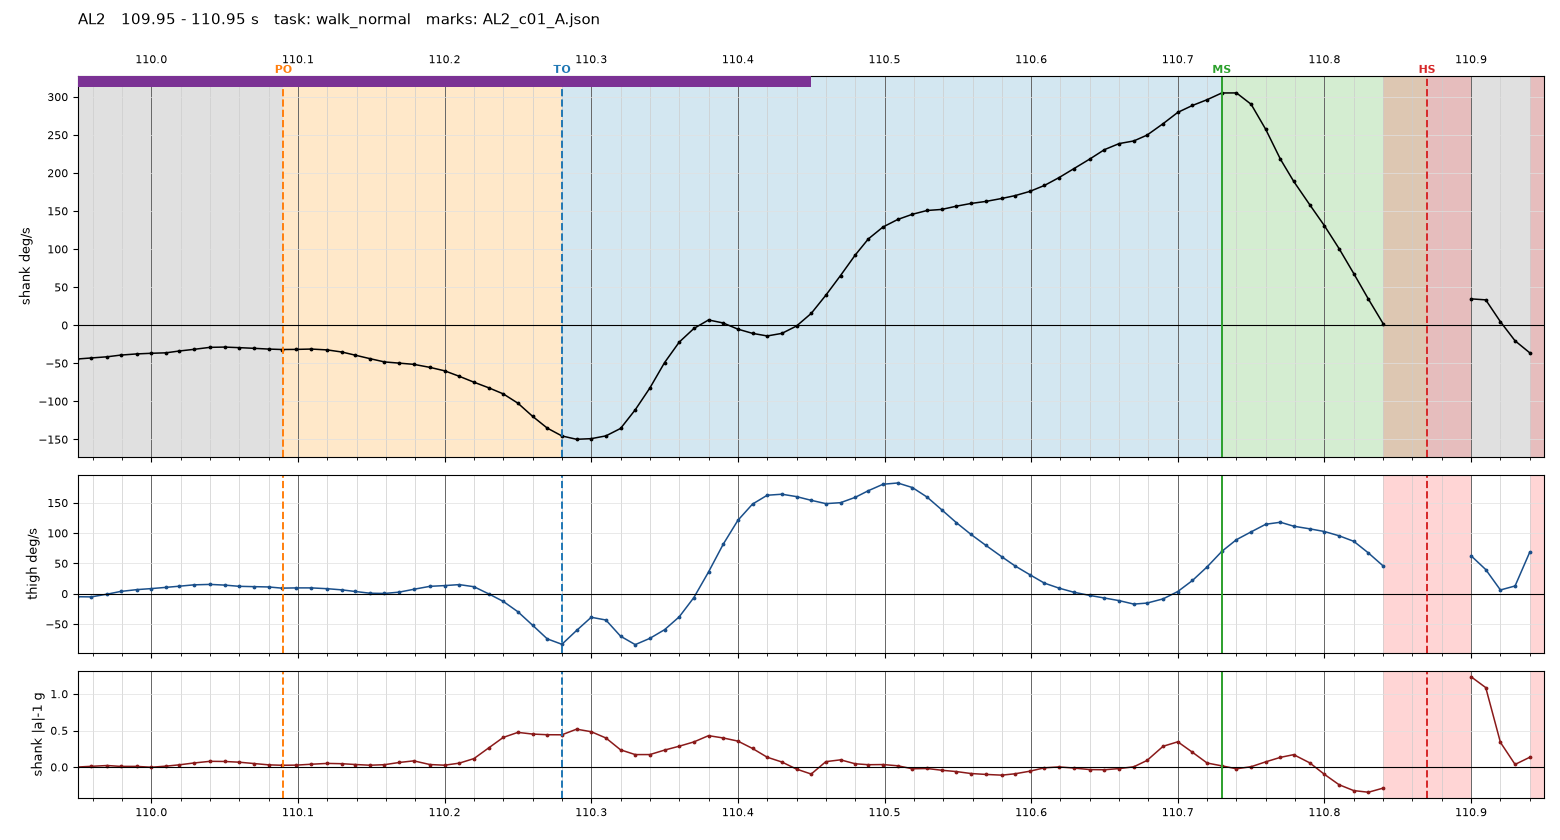 AL2   109.95 - 110.95 s   task: walk_normal   marks: AL2_c01_A.json
110.0 110.1 110.2 110.3 110.4 110.5 110.6 110.7 110.8 110.9
PO TO MS HS
300
250
200
150
100
50
0
−50
−100
−150
shank deg/s
150
100
50
0
−50
thigh deg/s
1.0
0.5
0.0
shank |a|-1 g
110.0 110.1 110.2 110.3 110.4 110.5 110.6 110.7 110.8 110.9